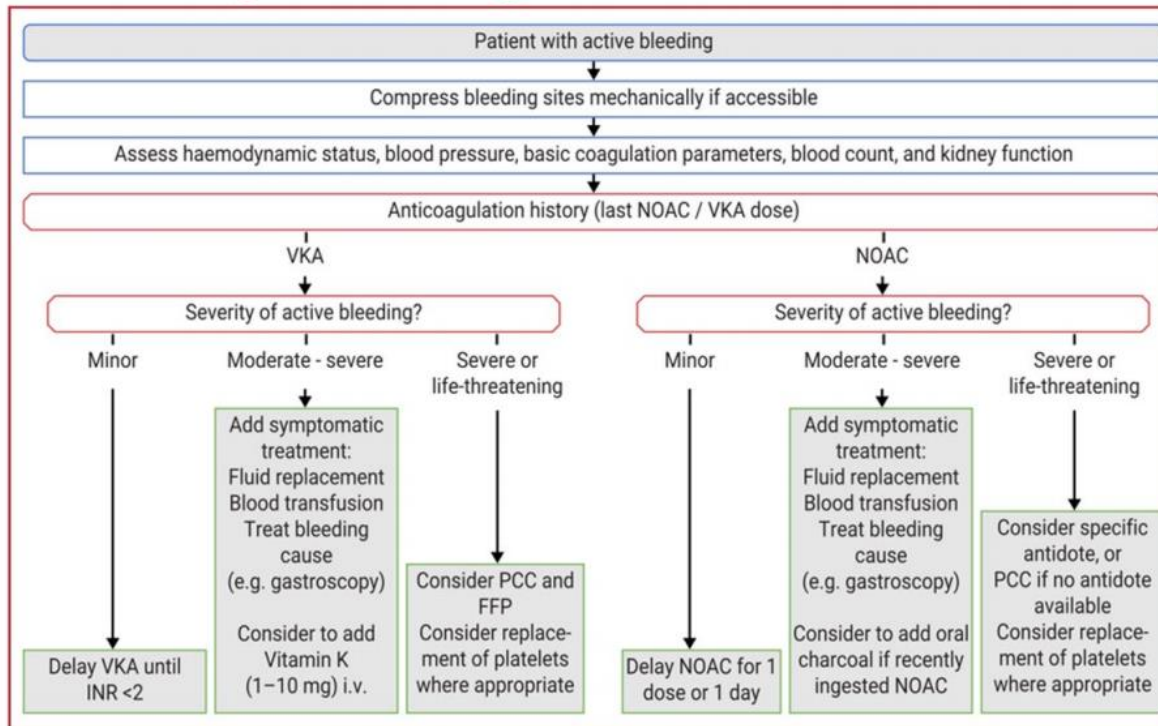 Patient with active bleeding
Compress bleeding sites mechanically if accessible
Assess haemodynamic status, blood pressure, basic coagulation parameters, blood count, and kidney function
Anticoagulation history (last NOAC / VKA dose)
VKA
Severity of active bleeding?
Minor
Delay VKA until
INR <2
Moderate - severe
Add symptomatic
treatment:
Fluid replacement
Blood transfusion
Treat bleeding
cause
(e.g. gastroscopy)
Consider to add
Vitamin K
(1–10 mg) i.v.
Severe or
life-threatening
Consider PCC and
FFP
Consider replace-
ment of platelets
where appropriate
NOAC
Severity of active bleeding?
Minor
Delay NOAC for 1
dose or 1 day
Moderate - severe
Add symptomatic
treatment:
Fluid replacement
Blood transfusion
Treat bleeding
cause
(e.g. gastroscopy)
Consider to add oral
charcoal if recently
ingested NOAC
Severe or
life-threatening
Consider specific
antidote, or
PCC if no antidote
available
Consider replace-
ment of platelets
where appropriate